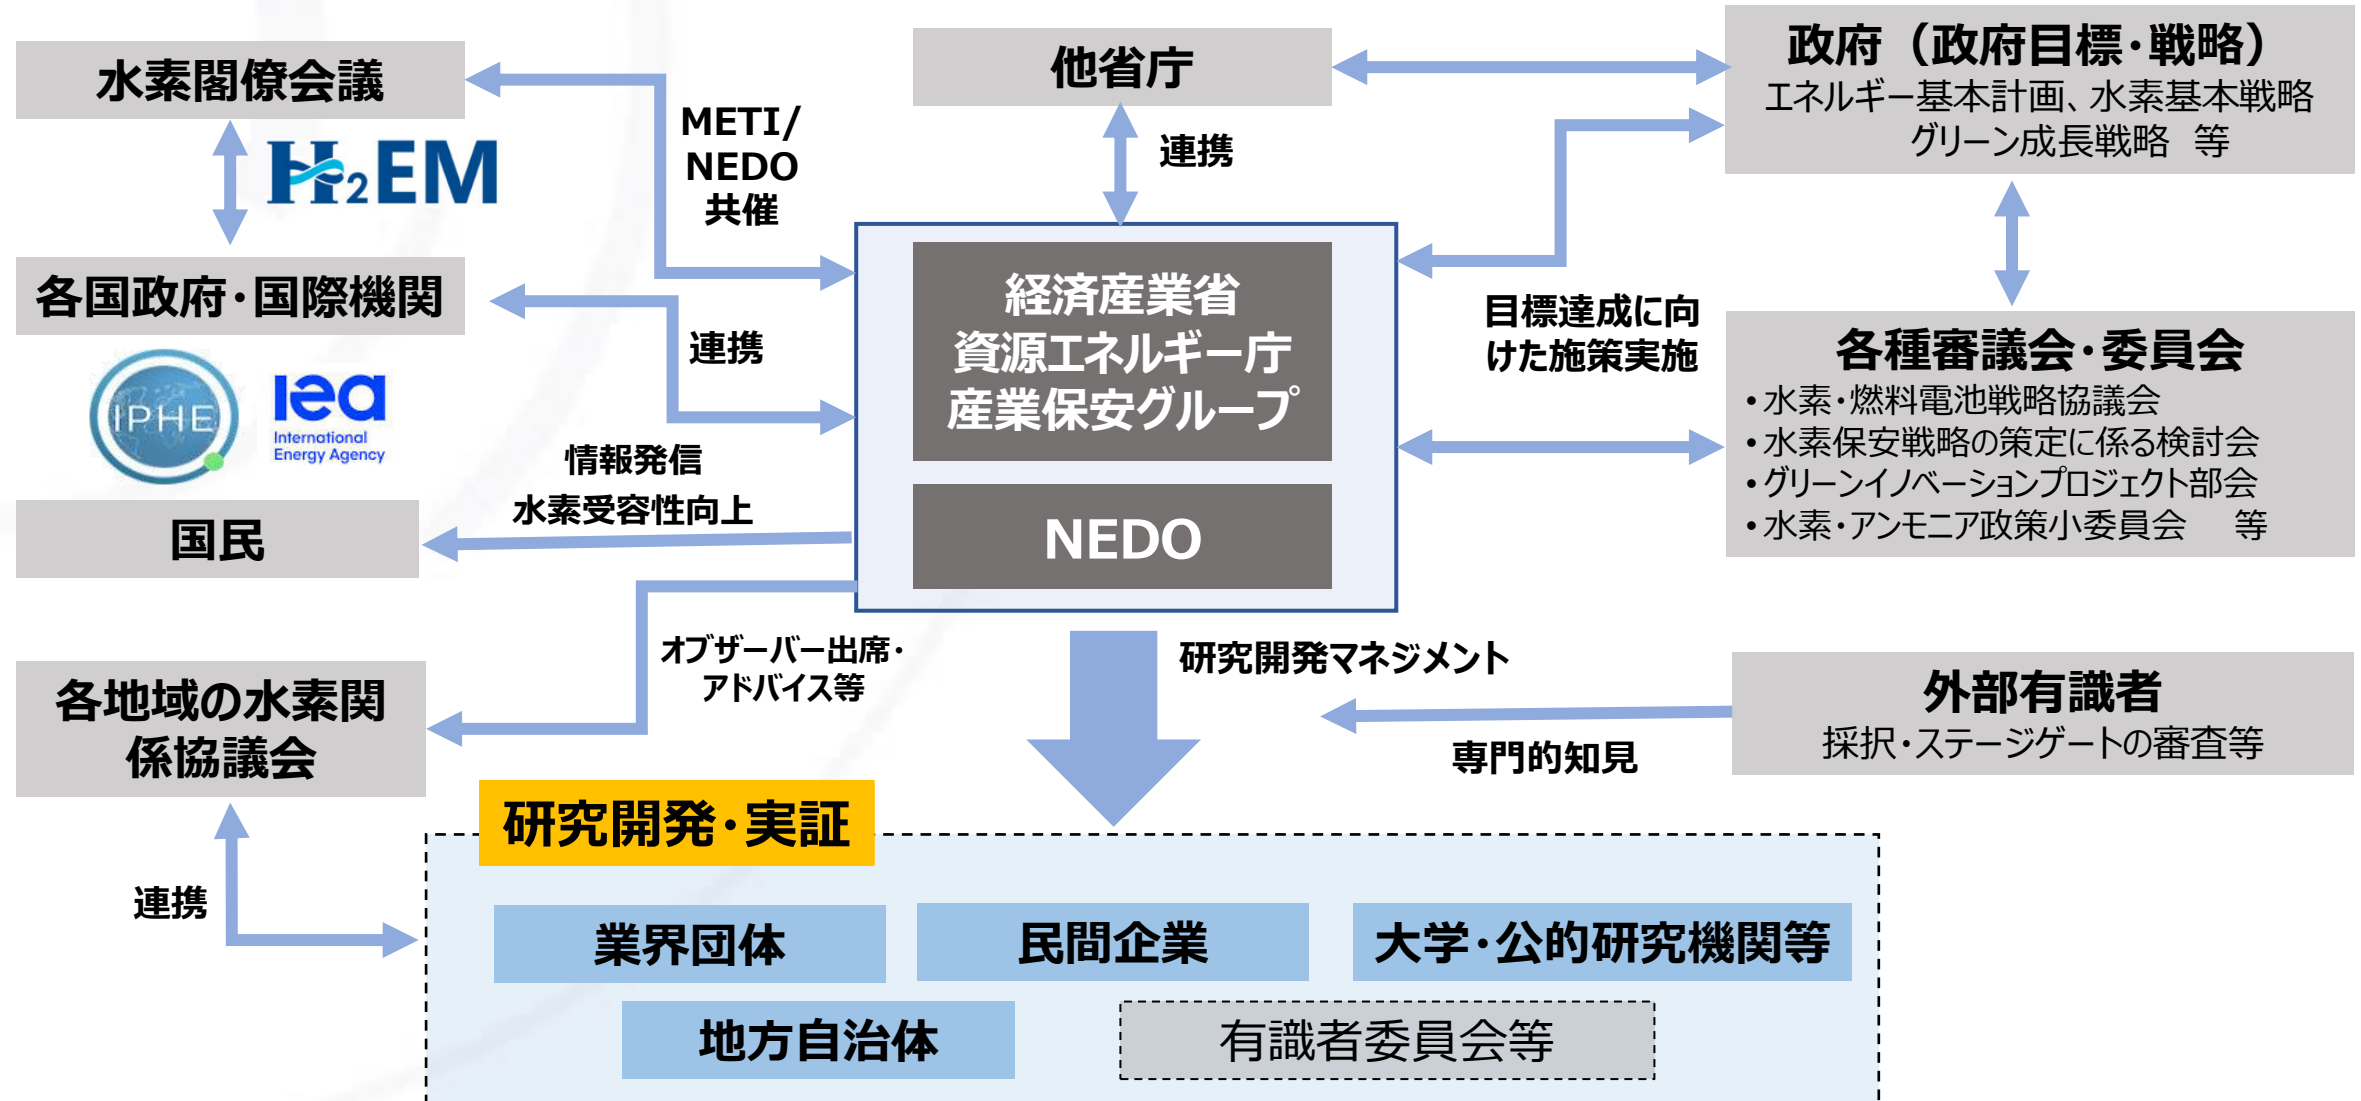 水素閣僚会議
H2EM
各国政府・国際機関
IPHE
iea
International
Energy Agency
国民
各地域の水素関
係協議会
連携
METI/
NEDO
共催
連携
情報発信
水素受容性向上
オブザーバー出席・
アドバイス等
他省庁
連携
経済産業省
資源エネルギー庁
産業保安グループ
NEDO
研究開発マネジメント
目標達成に向
けた施策実施
専門的知見
政府（政府目標・戦略）
エネルギー基本計画、水素基本戦略
グリーン成長戦略 等
各種審議会・委員会
•水素・燃料電池戦略協議会
•水素保安戦略の策定に係る検討会
•グリーンイノベーションプロジェクト部会
•水素・アンモニア政策小委員会 等
外部有識者
採択・ステージゲートの審査等
研究開発・実証
業界団体
民間企業
大学・公的研究機関等
地方自治体
有識者委員会等